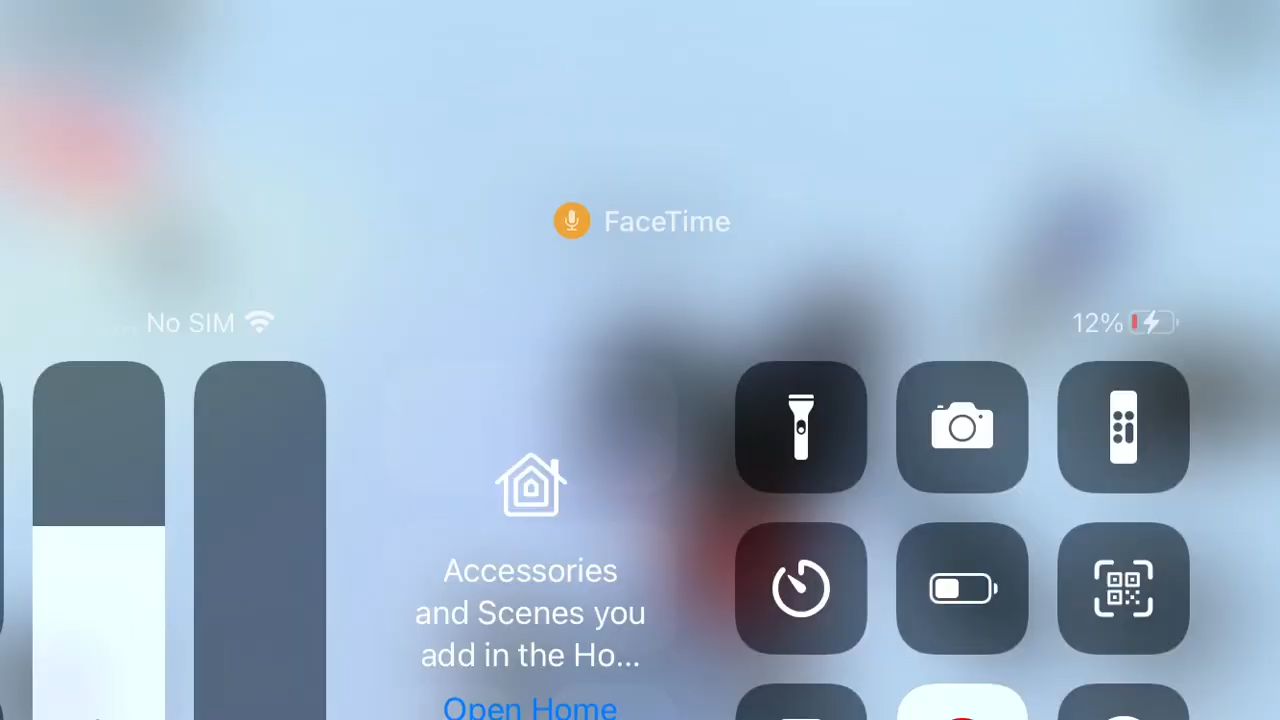 FaceTime
No SIM
12%
Accessories
and Scenes you
add in the Ho...
Open Home